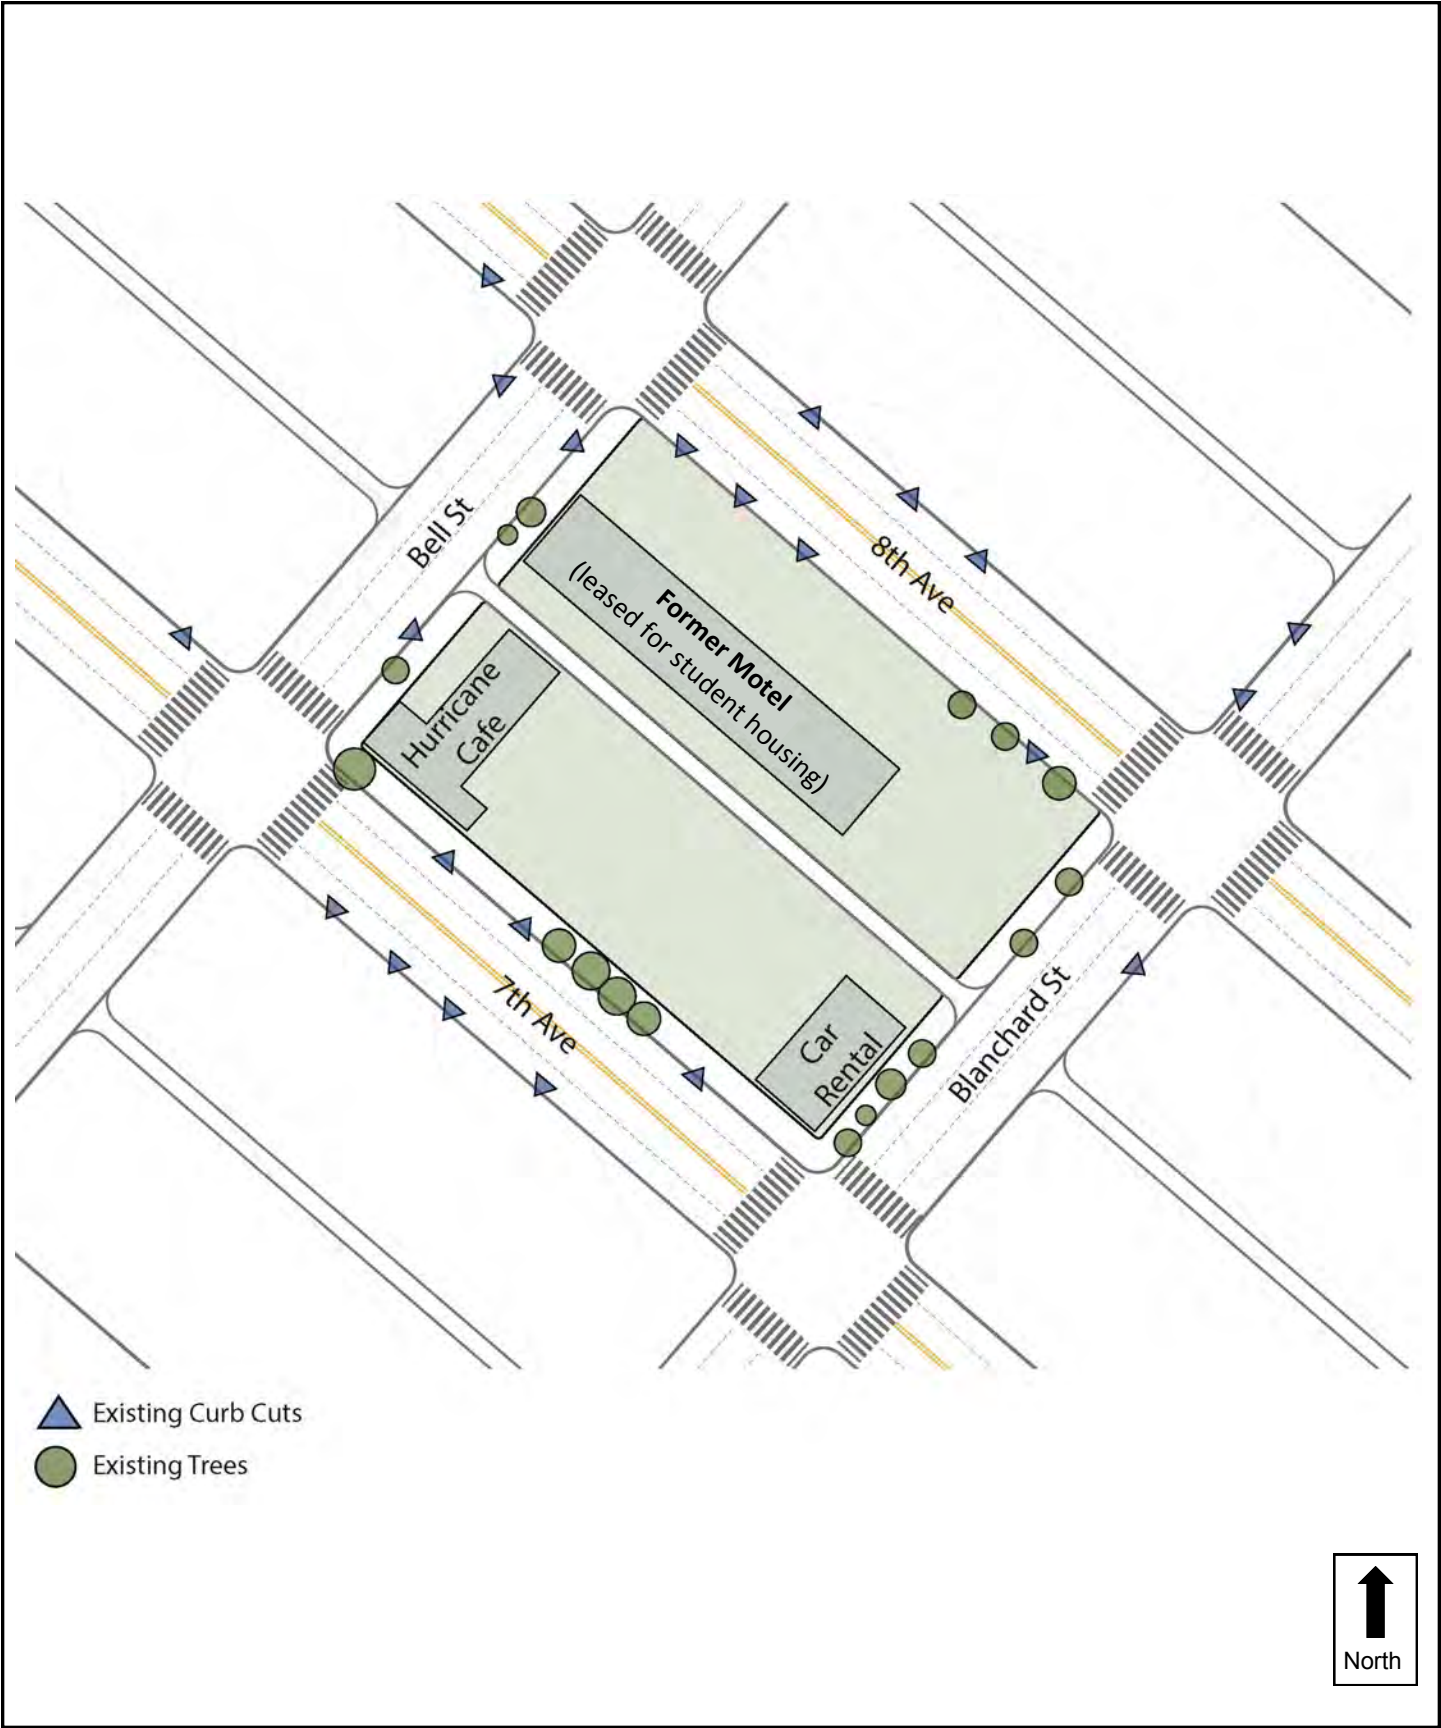 Bell St
8th Ave
Former Motel
(leased for student housing)
Hurricane
Cafe
7th Ave
Car
Rental
Blanchard St
Existing Curb Cuts
Existing Trees
North